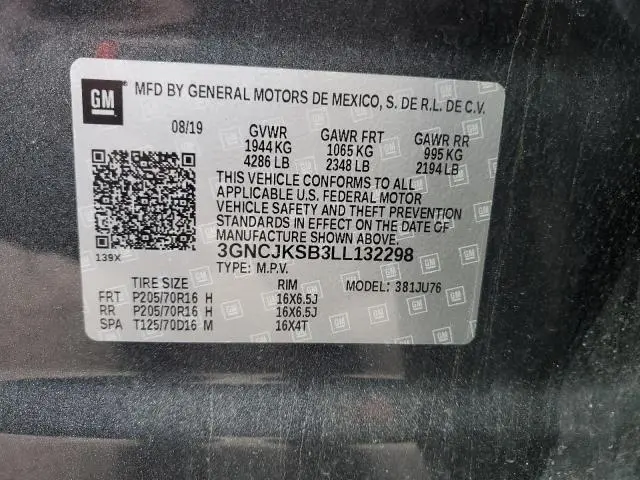 GM MFD BY GENERAL MOTORS DE MEXICO, S. DE R.L. DE C.V.
08/19 GVWR GAWR FRT GAWR RR
1944 KG 1065 KG 995 KG
4286 LB 2348 LB 2194 LB
THIS VEHICLE CONFORMS TO ALL
APPLICABLE U.S. FEDERAL MOTOR
VEHICLE SAFETY AND THEFT PREVENTION
STANDARDS IN EFFECT ON THE DATE OF
MANUFACTURE SHOWN ABOVE.
139X 3GNCJKSB3LL132298
TYPE: M.P.V.
TIRE SIZE RIM MODEL: 381JU76
FRT P205/70R16 H 16X6.5J
RR P205/70R16 H 16X6.5J
SPA T125/70D16 M 16X4T